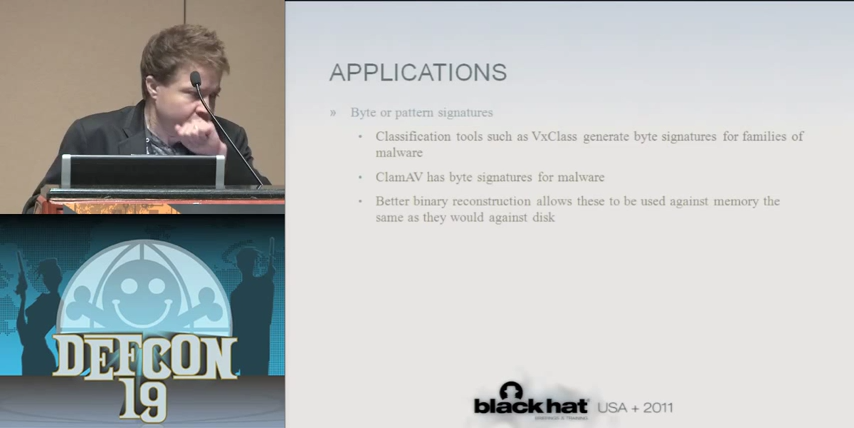 APPLICATIONS
» Byte or pattern signatures
• Classification tools such as VxClass generate byte signatures for families of
malware
• ClamAV has byte signatures for malware
• Better binary reconstruction allows these to be used against memory the
same as they would against disk
DEFCON
19
blackhat USA + 2011